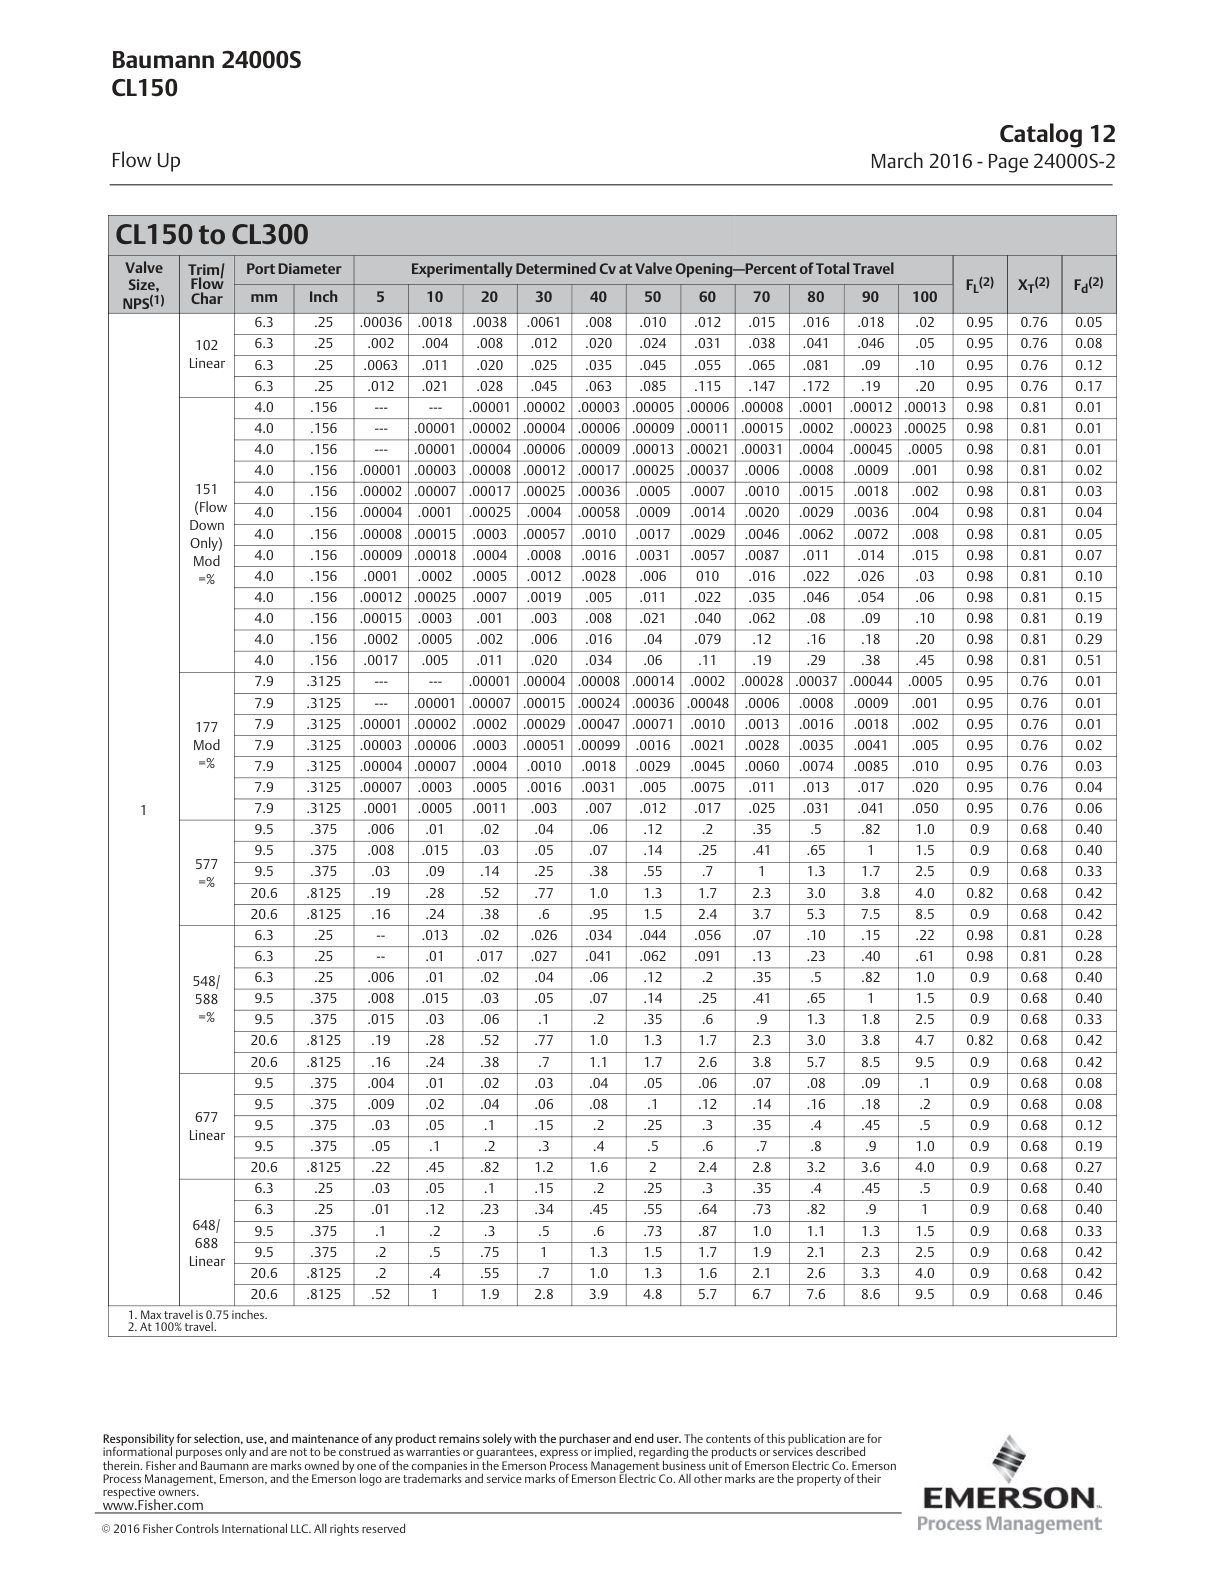 Baumann 24000S
CL150
Catalog 12
Flow Up
March 2016 - Page 24000S-2
CL150 to CL300
Valve Size, NPS(1) Trim/ Flow Char Port Diameter Experimentally Determined Cv at Valve Opening—Percent of Total Travel FL(2) XT(2) Fd(2)
mm Inch 5 10 20 30 40 50 60 70 80 90 100
1
102 Linear
6.3 .25 .00036 .0018 .0038 .0061 .008 .010 .012 .015 .016 .018 .02 0.95 0.76 0.05
6.3 .25 .002 .004 .008 .012 .020 .024 .031 .038 .041 .046 .05 0.95 0.76 0.08
6.3 .25 .0063 .011 .020 .025 .035 .045 .055 .065 .081 .09 .10 0.95 0.76 0.12
6.3 .25 .012 .021 .028 .045 .063 .085 .115 .147 .172 .19 .20 0.95 0.76 0.17
151 (Flow Down Only) Mod =%
4.0 .156 --- --- .00001 .00002 .00003 .00005 .00006 .00008 .0001 .00012 .00013 0.98 0.81 0.01
4.0 .156 --- .00001 .00002 .00004 .00006 .00009 .00011 .00015 .0002 .00023 .00025 0.98 0.81 0.01
4.0 .156 --- .00001 .00004 .00006 .00009 .00013 .00021 .00031 .0004 .00045 .0005 0.98 0.81 0.01
4.0 .156 .00001 .00003 .00008 .00012 .00017 .00025 .00037 .0006 .0008 .0009 .001 0.98 0.81 0.02
4.0 .156 .00002 .00007 .00017 .00025 .00036 .0005 .0007 .0010 .0015 .0018 .002 0.98 0.81 0.03
4.0 .156 .00004 .0001 .00025 .0004 .00058 .0009 .0014 .0020 .0029 .0036 .004 0.98 0.81 0.04
4.0 .156 .00008 .00015 .0003 .00057 .0010 .0017 .0029 .0046 .0062 .0072 .008 0.98 0.81 0.05
4.0 .156 .00009 .00018 .0004 .0008 .0016 .0031 .0057 .0087 .011 .014 .015 0.98 0.81 0.07
4.0 .156 .0001 .0002 .0005 .0012 .0028 .006 010 .016 .022 .026 .03 0.98 0.81 0.10
4.0 .156 .00012 .00025 .0007 .0019 .005 .011 .022 .035 .046 .054 .06 0.98 0.81 0.15
4.0 .156 .00015 .0003 .001 .003 .008 .021 .040 .062 .08 .09 .10 0.98 0.81 0.19
4.0 .156 .0002 .0005 .002 .006 .016 .04 .079 .12 .16 .18 .20 0.98 0.81 0.29
4.0 .156 .0017 .005 .011 .020 .034 .06 .11 .19 .29 .38 .45 0.98 0.81 0.51
177 Mod =%
7.9 .3125 --- --- .00001 .00004 .00008 .00014 .0002 .00028 .00037 .00044 .0005 0.95 0.76 0.01
7.9 .3125 --- .00001 .00007 .00015 .00024 .00036 .00048 .0006 .0008 .0009 .001 0.95 0.76 0.01
7.9 .3125 .00001 .00002 .0002 .00029 .00047 .00071 .0010 .0013 .0016 .0018 .002 0.95 0.76 0.01
7.9 .3125 .00003 .00006 .0003 .00051 .00099 .0016 .0021 .0028 .0035 .0041 .005 0.95 0.76 0.02
7.9 .3125 .00004 .00007 .0004 .0010 .0018 .0029 .0045 .0060 .0074 .0085 .010 0.95 0.76 0.03
7.9 .3125 .00007 .0003 .0005 .0016 .0031 .005 .0075 .011 .013 .017 .020 0.95 0.76 0.04
7.9 .3125 .0001 .0005 .0011 .003 .007 .012 .017 .025 .031 .041 .050 0.95 0.76 0.06
577 =%
9.5 .375 .006 .01 .02 .04 .06 .12 .2 .35 .5 .82 1.0 0.9 0.68 0.40
9.5 .375 .008 .015 .03 .05 .07 .14 .25 .41 .65 1 1.5 0.9 0.68 0.40
9.5 .375 .03 .09 .14 .25 .38 .55 .7 1 1.3 1.7 2.5 0.9 0.68 0.33
20.6 .8125 .19 .28 .52 .77 1.0 1.3 1.7 2.3 3.0 3.8 4.0 0.82 0.68 0.42
20.6 .8125 .16 .24 .38 .6 .95 1.5 2.4 3.7 5.3 7.5 8.5 0.9 0.68 0.42
548/ 588 =%
6.3 .25 -- .013 .02 .026 .034 .044 .056 .07 .10 .15 .22 0.98 0.81 0.28
6.3 .25 -- .01 .017 .027 .041 .062 .091 .13 .23 .40 .61 0.98 0.81 0.28
6.3 .25 .006 .01 .02 .04 .06 .12 .2 .35 .5 .82 1.0 0.9 0.68 0.40
9.5 .375 .008 .015 .03 .05 .07 .14 .25 .41 .65 1 1.5 0.9 0.68 0.40
9.5 .375 .015 .03 .06 .1 .2 .35 .6 .9 1.3 1.8 2.5 0.9 0.68 0.33
20.6 .8125 .19 .28 .52 .77 1.0 1.3 1.7 2.3 3.0 3.8 4.7 0.82 0.68 0.42
20.6 .8125 .16 .24 .38 .7 1.1 1.7 2.6 3.8 5.7 8.5 9.5 0.9 0.68 0.42
677 Linear
9.5 .375 .004 .01 .02 .03 .04 .05 .06 .07 .08 .09 .1 0.9 0.68 0.08
9.5 .375 .009 .02 .04 .06 .08 .1 .12 .14 .16 .18 .2 0.9 0.68 0.08
9.5 .375 .03 .05 .1 .15 .2 .25 .3 .35 .4 .45 .5 0.9 0.68 0.12
9.5 .375 .05 .1 .2 .3 .4 .5 .6 .7 .8 .9 1.0 0.9 0.68 0.19
20.6 .8125 .22 .45 .82 1.2 1.6 2 2.4 2.8 3.2 3.6 4.0 0.9 0.68 0.27
648/ 688 Linear
6.3 .25 .03 .05 .1 .15 .2 .25 .3 .35 .4 .45 .5 0.9 0.68 0.40
6.3 .25 .01 .12 .23 .34 .45 .55 .64 .73 .82 .9 1 0.9 0.68 0.40
9.5 .375 .1 .2 .3 .5 .6 .73 .87 1.0 1.1 1.3 1.5 0.9 0.68 0.33
9.5 .375 .2 .5 .75 1 1.3 1.5 1.7 1.9 2.1 2.3 2.5 0.9 0.68 0.42
20.6 .8125 .2 .4 .55 .7 1.0 1.3 1.6 2.1 2.6 3.3 4.0 0.9 0.68 0.42
20.6 .8125 .52 1 1.9 2.8 3.9 4.8 5.7 6.7 7.6 8.6 9.5 0.9 0.68 0.46
1. Max travel is 0.75 inches.
2. At 100% travel.
Responsibility for selection, use, and maintenance of any product remains solely with the purchaser and end user. The contents of this publication are for
informational purposes only and are not to be construed as warranties or guarantees, express or implied, regarding the products or services described
therein. Fisher and Baumann are marks owned by one of the companies in the Emerson Process Management business unit of Emerson Electric Co. Emerson
Process Management, Emerson, and the Emerson logo are trademarks and service marks of Emerson Electric Co. All other marks are the property of their
respective owners.
www.Fisher.com
© 2016 Fisher Controls International LLC. All rights reserved
EMERSON™
Process Management